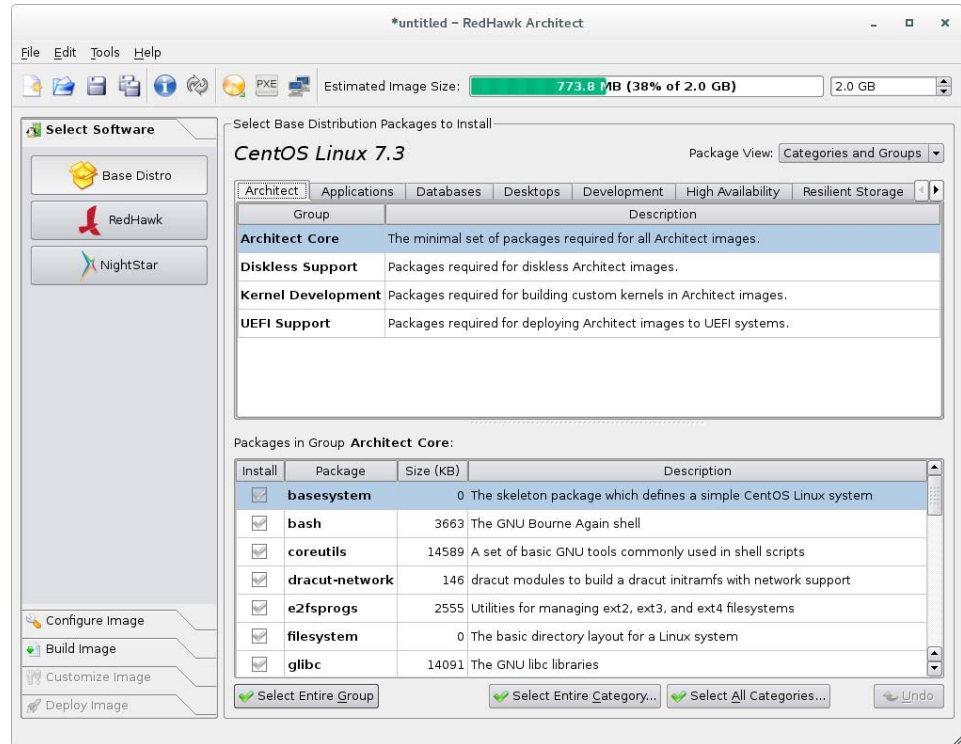 *untitled – RedHawk Architect
File Edit Tools Help
PXE Estimated Image Size: 773.8 MB (38% of 2.0 GB) 2.0 GB
Select Software
Base Distro
RedHawk
NightStar
Configure Image
Build Image
Customize Image
Deploy Image
Select Base Distribution Packages to Install
CentOS Linux 7.3 Package View: Categories and Groups
Architect Applications Databases Desktops Development High Availability Resilient Storage
Group Description
Architect Core The minimal set of packages required for all Architect images.
Diskless Support Packages required for diskless Architect images.
Kernel Development Packages required for building custom kernels in Architect images.
UEFI Support Packages required for deploying Architect images to UEFI systems.
Packages in Group Architect Core:
Install Package Size (KB) Description
basesystem 0 The skeleton package which defines a simple CentOS Linux system
bash 3663 The GNU Bourne Again shell
coreutils 14589 A set of basic GNU tools commonly used in shell scripts
dracut-network 146 dracut modules to build a dracut initramfs with network support
e2fsprogs 2555 Utilities for managing ext2, ext3, and ext4 filesystems
filesystem 0 The basic directory layout for a Linux system
glibc 14091 The GNU libc libraries
Select Entire Group Select Entire Category... Select All Categories... Undo